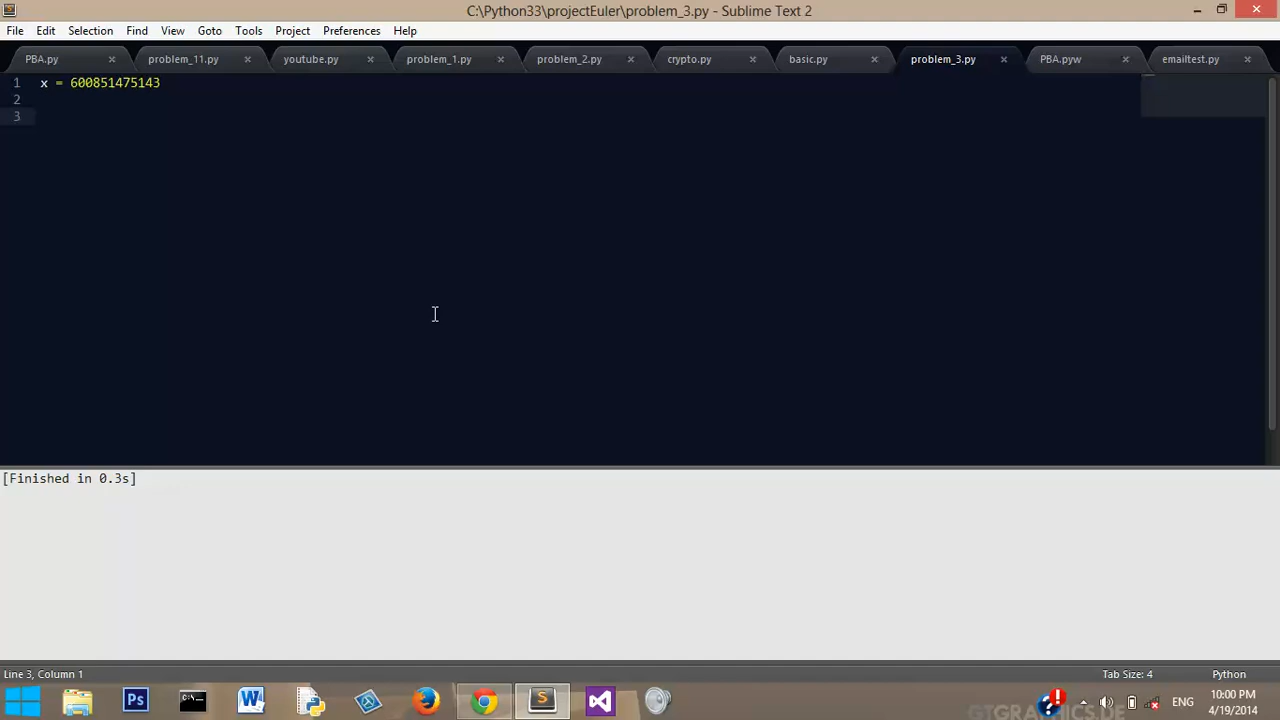 C:\Python33\projectEuler\problem_3.py - Sublime Text 2
File Edit Selection Find View Goto Tools Project Preferences Help
PBA.py problem_11.py youtube.py problem_1.py problem_2.py crypto.py basic.py problem_3.py PBA.pyw emailtest.py
1 x = 600851475143
2
3
[Finished in 0.3s]
Line 3, Column 1 Tab Size: 4 Python
Ps C:\ W S ENG 10:00 PM
4/19/2014
GTGRAPHICS.DE